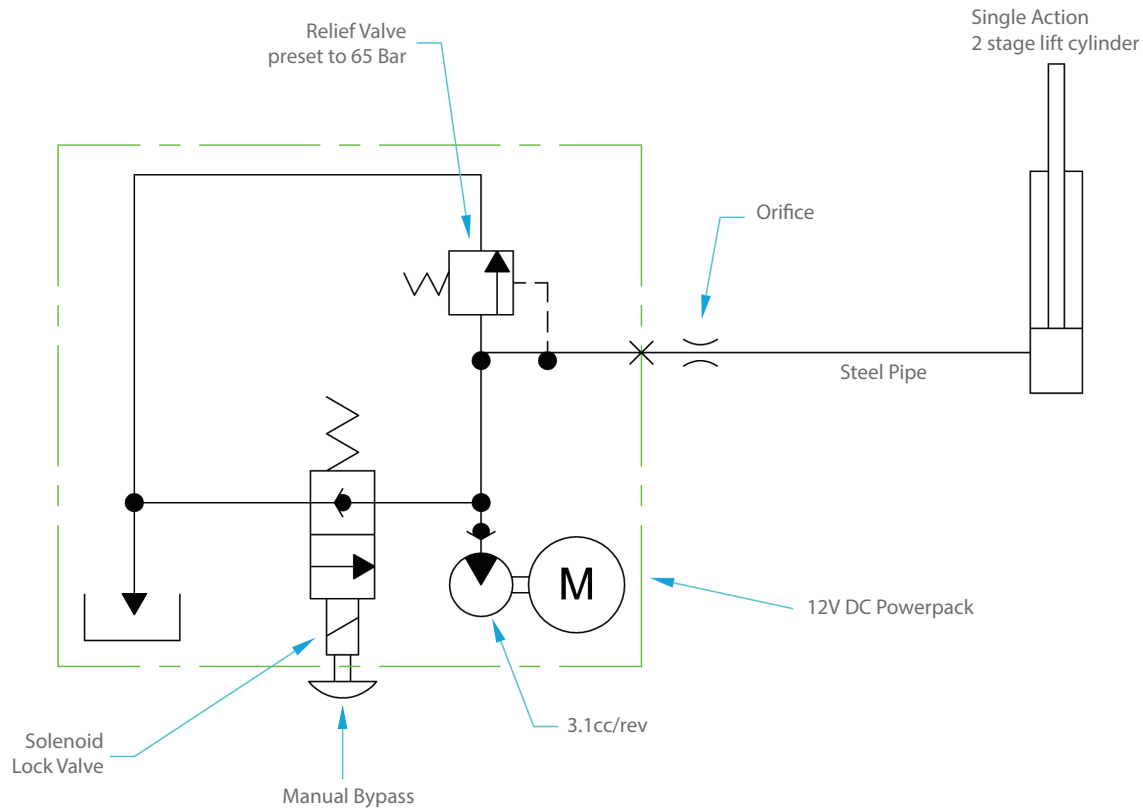 Single Action
2 stage lift cylinder
Relief Valve
preset to 65 Bar
Orifice
Steel Pipe
M
12V DC Powerpack
3.1cc/rev
Solenoid
Lock Valve
Manual Bypass